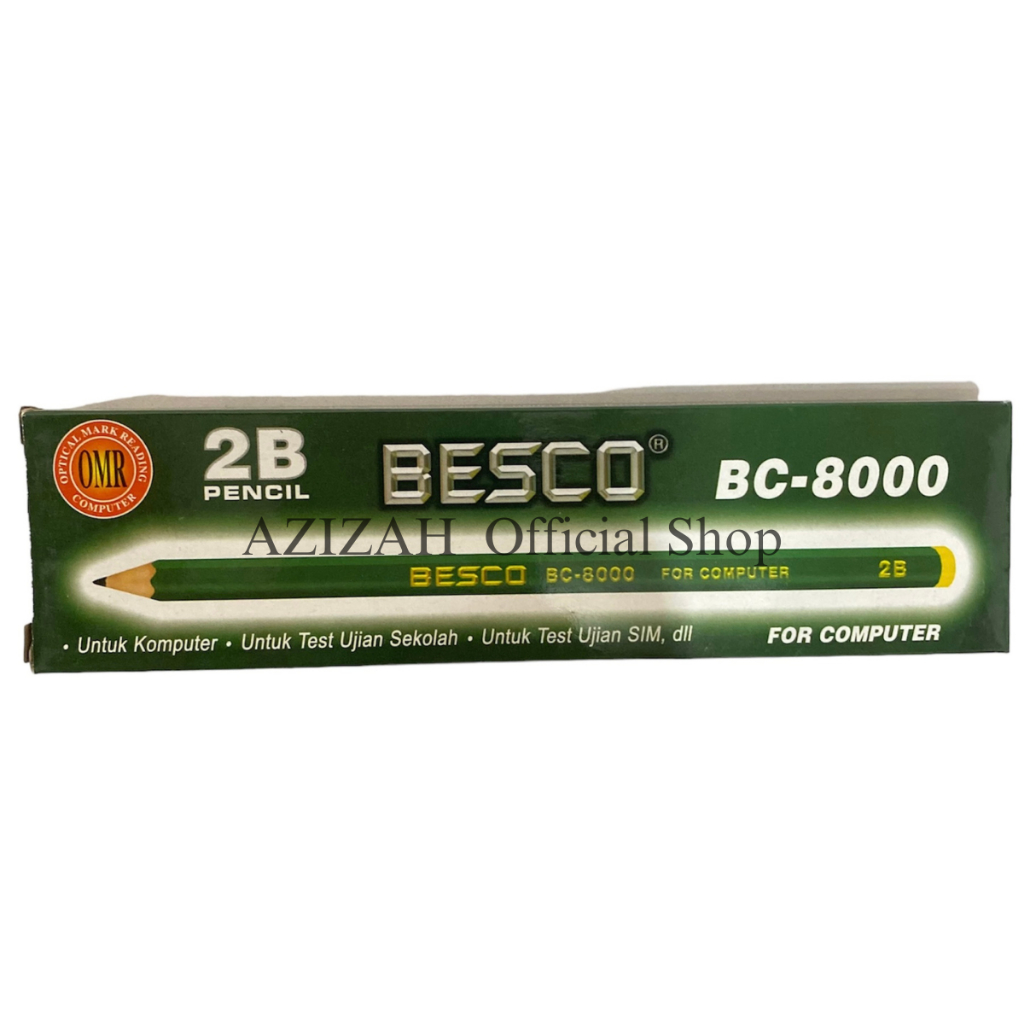 OPTICAL MARK READING
OMR
COMPUTER
2B
PENCIL
BESCO®
BC-8000
AZIZAH Official Shop
BESCO BC-8000 FOR COMPUTER 2B
• Untuk Komputer • Untuk Test Ujian Sekolah • Untuk Test Ujian SIM, dll
FOR COMPUTER